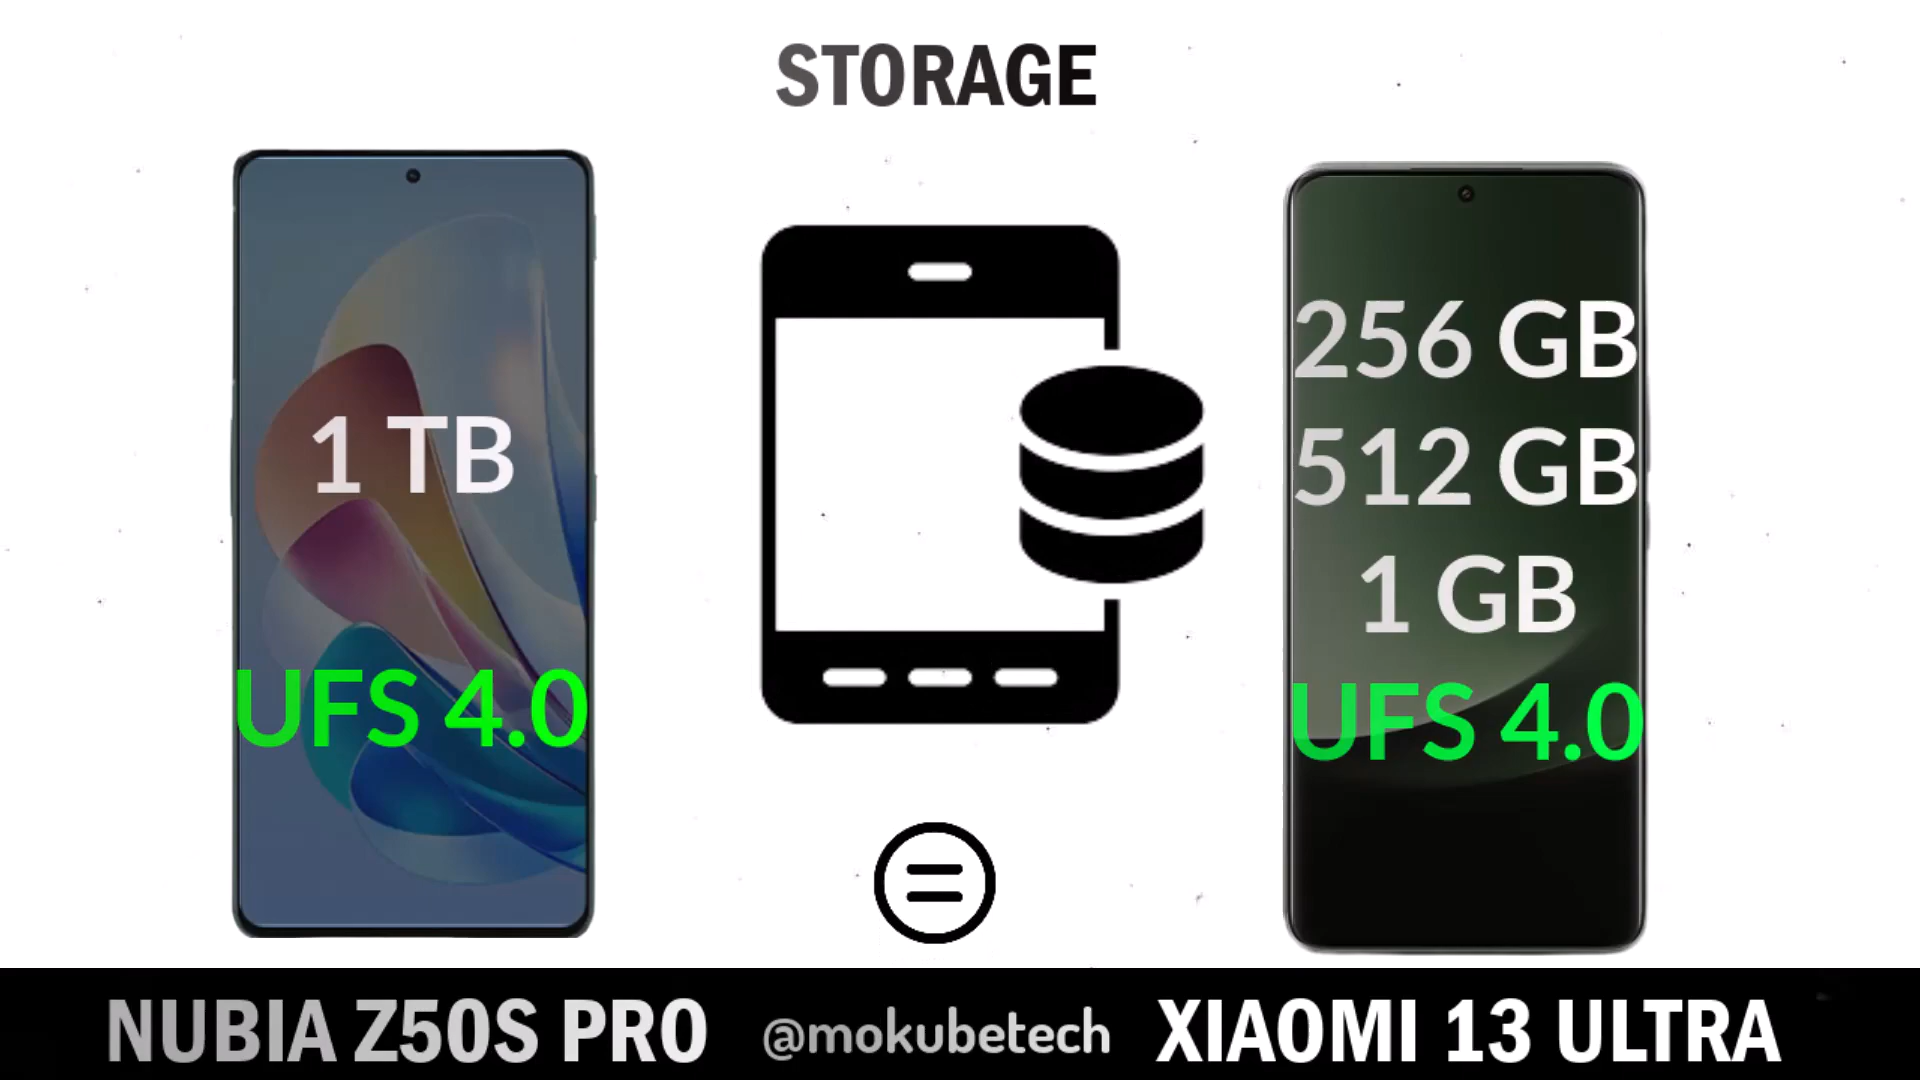 STORAGE
1 TB
UFS 4.0
256 GB
512 GB
1 GB
UFS 4.0
NUBIA Z50S PRO
@mokubetech
XIAOMI 13 ULTRA